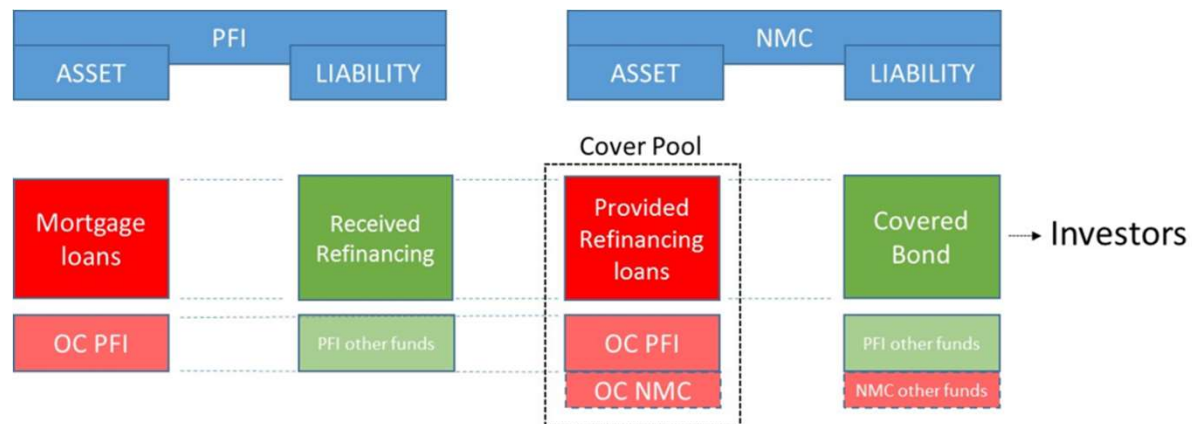 PFI
ASSET
LIABILITY
NMC
ASSET
LIABILITY
Cover Pool
Mortgage
loans
Received
Refinancing
Provided
Refinancing
loans
Covered
Bond
Investors
OC PFI
PFI other funds
OC PFI
PFI other funds
OC NMC
NMC other funds